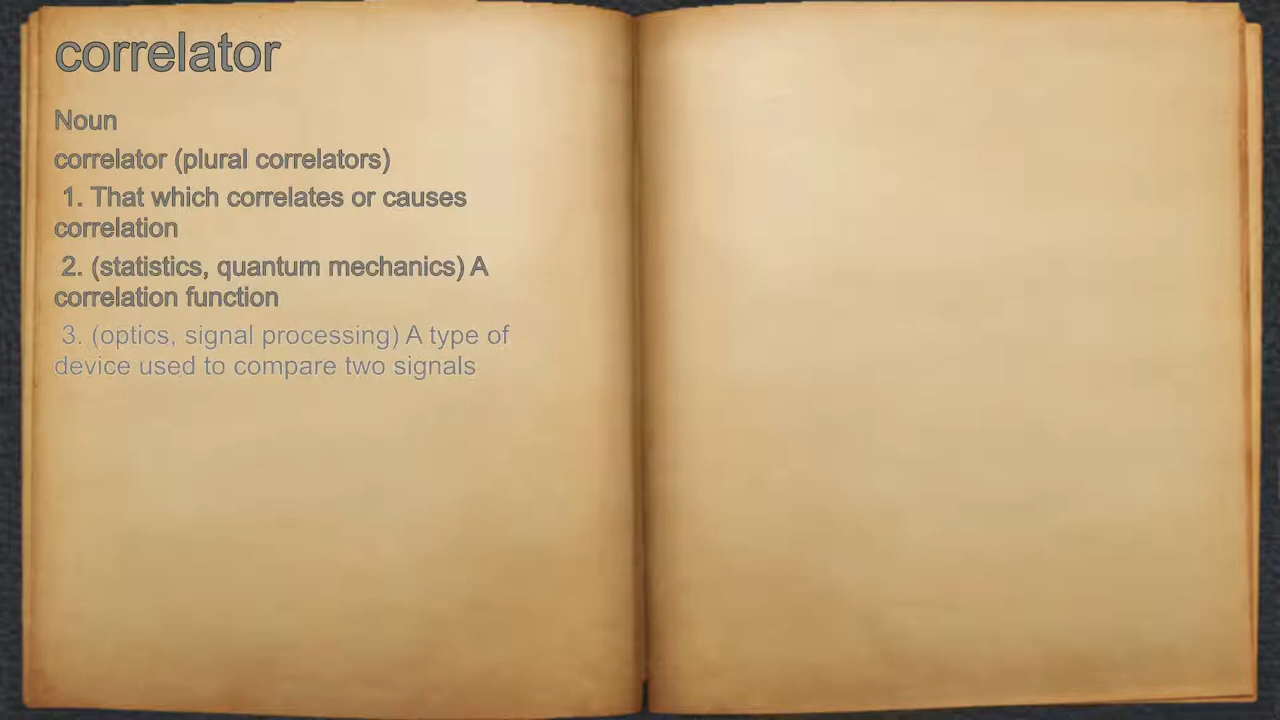 correlator
Noun
correlator (plural correlators)
1. That which correlates or causes
correlation
2. (statistics, quantum mechanics) A
correlation function
3. (optics, signal processing) A type of
device used to compare two signals